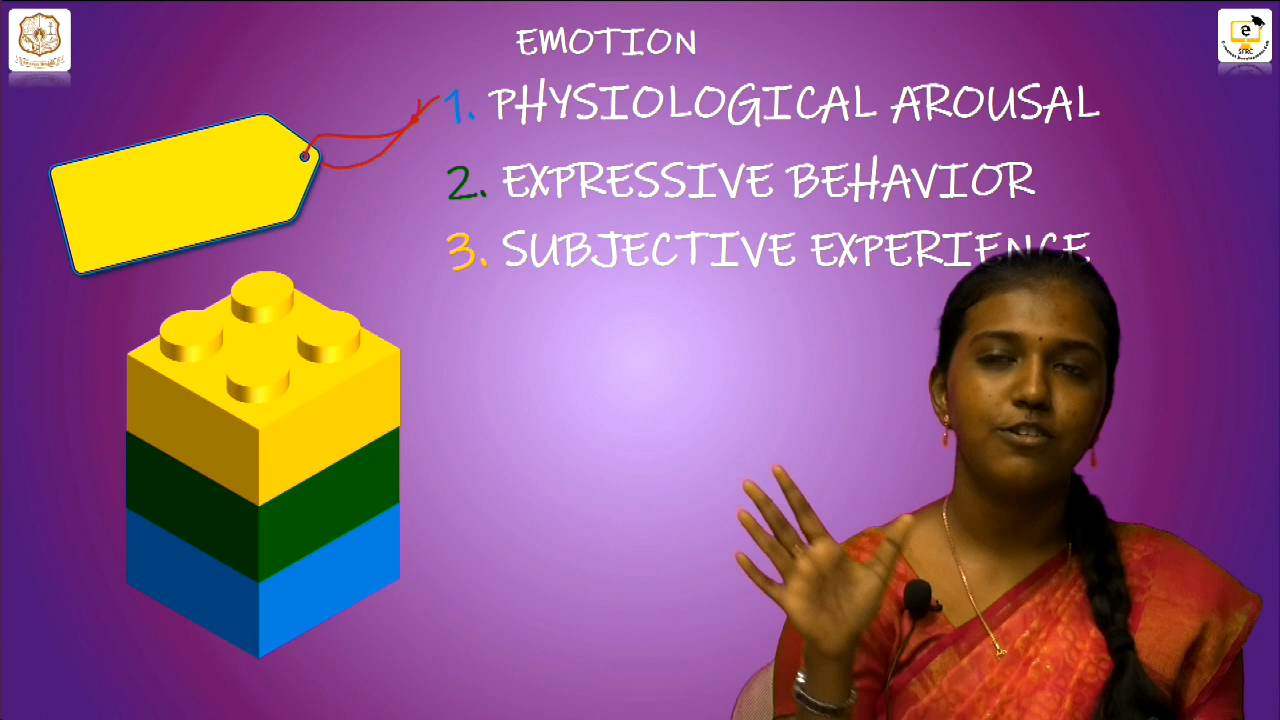 EMOTION
1. PHYSIOLOGICAL AROUSAL
2. EXPRESSIVE BEHAVIOR
3. SUBJECTIVE EXPERIENCE
e